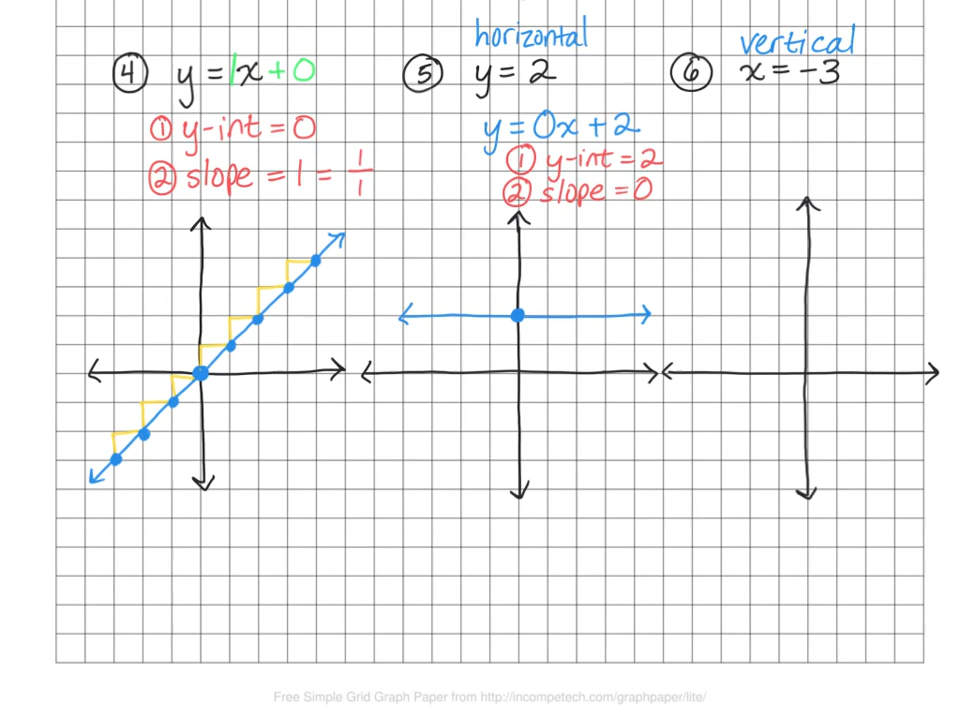 ④ y = 1x + 0
① y-int = 0
② slope = 1 = 1/1
horizontal
⑤ y = 2
y = 0x + 2
① y-int = 2
② slope = 0
vertical
⑥ x = -3
Free Simple Grid Graph Paper from http://incompetech.com/graphpaper/lite/